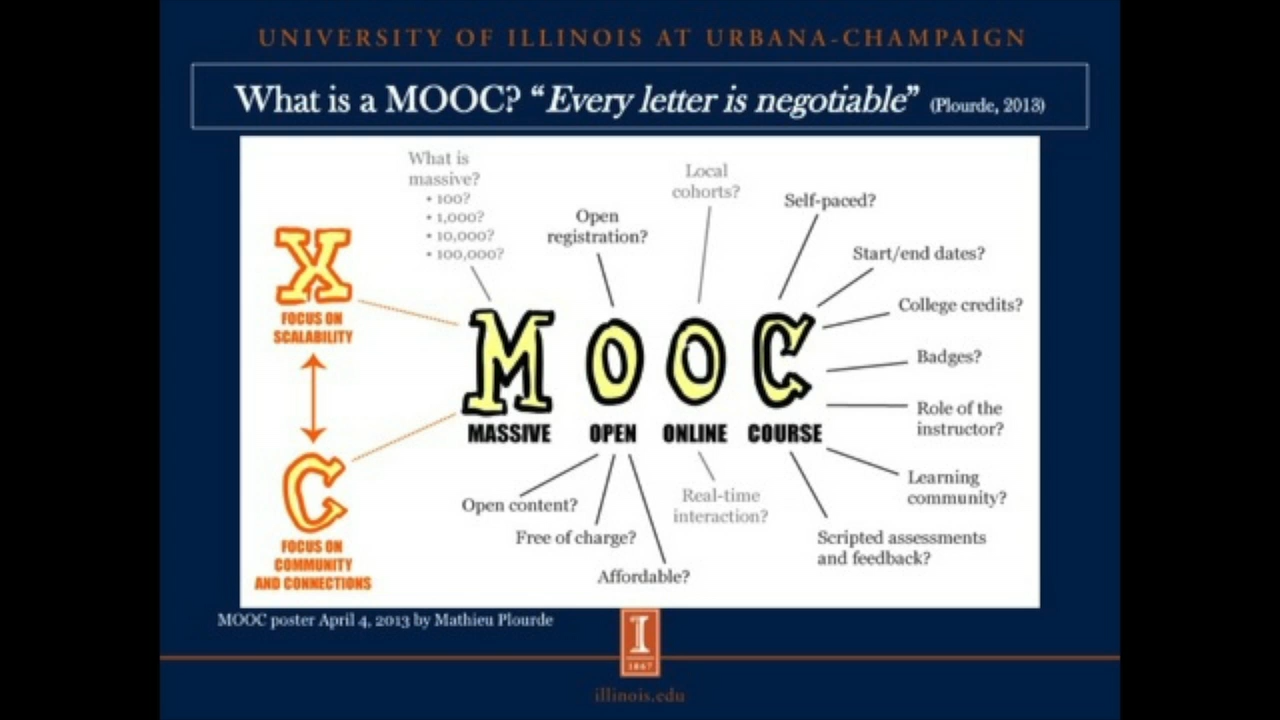 UNIVERSITY OF ILLINOIS AT URBANA-CHAMPAIGN
What is a MOOC? “Every letter is negotiable” (Plourde, 2013)
What is
massive?
• 100?
• 1,000?
• 10,000?
• 100,000?
Open
registration?
Local
cohorts?
Self-paced?
Start/end dates?
College credits?
Badges?
Role of the
instructor?
Learning
community?
Scripted assessments
and feedback?
X
FOCUS ON
SCALABILITY
C
FOCUS ON
COMMUNITY
AND CONNECTIONS
MOOC
MASSIVE OPEN ONLINE COURSE
Open content?
Free of charge?
Affordable?
Real-time
interaction?
MOOC poster April 4, 2013 by Mathieu Plourde
I
1867
illinois.edu